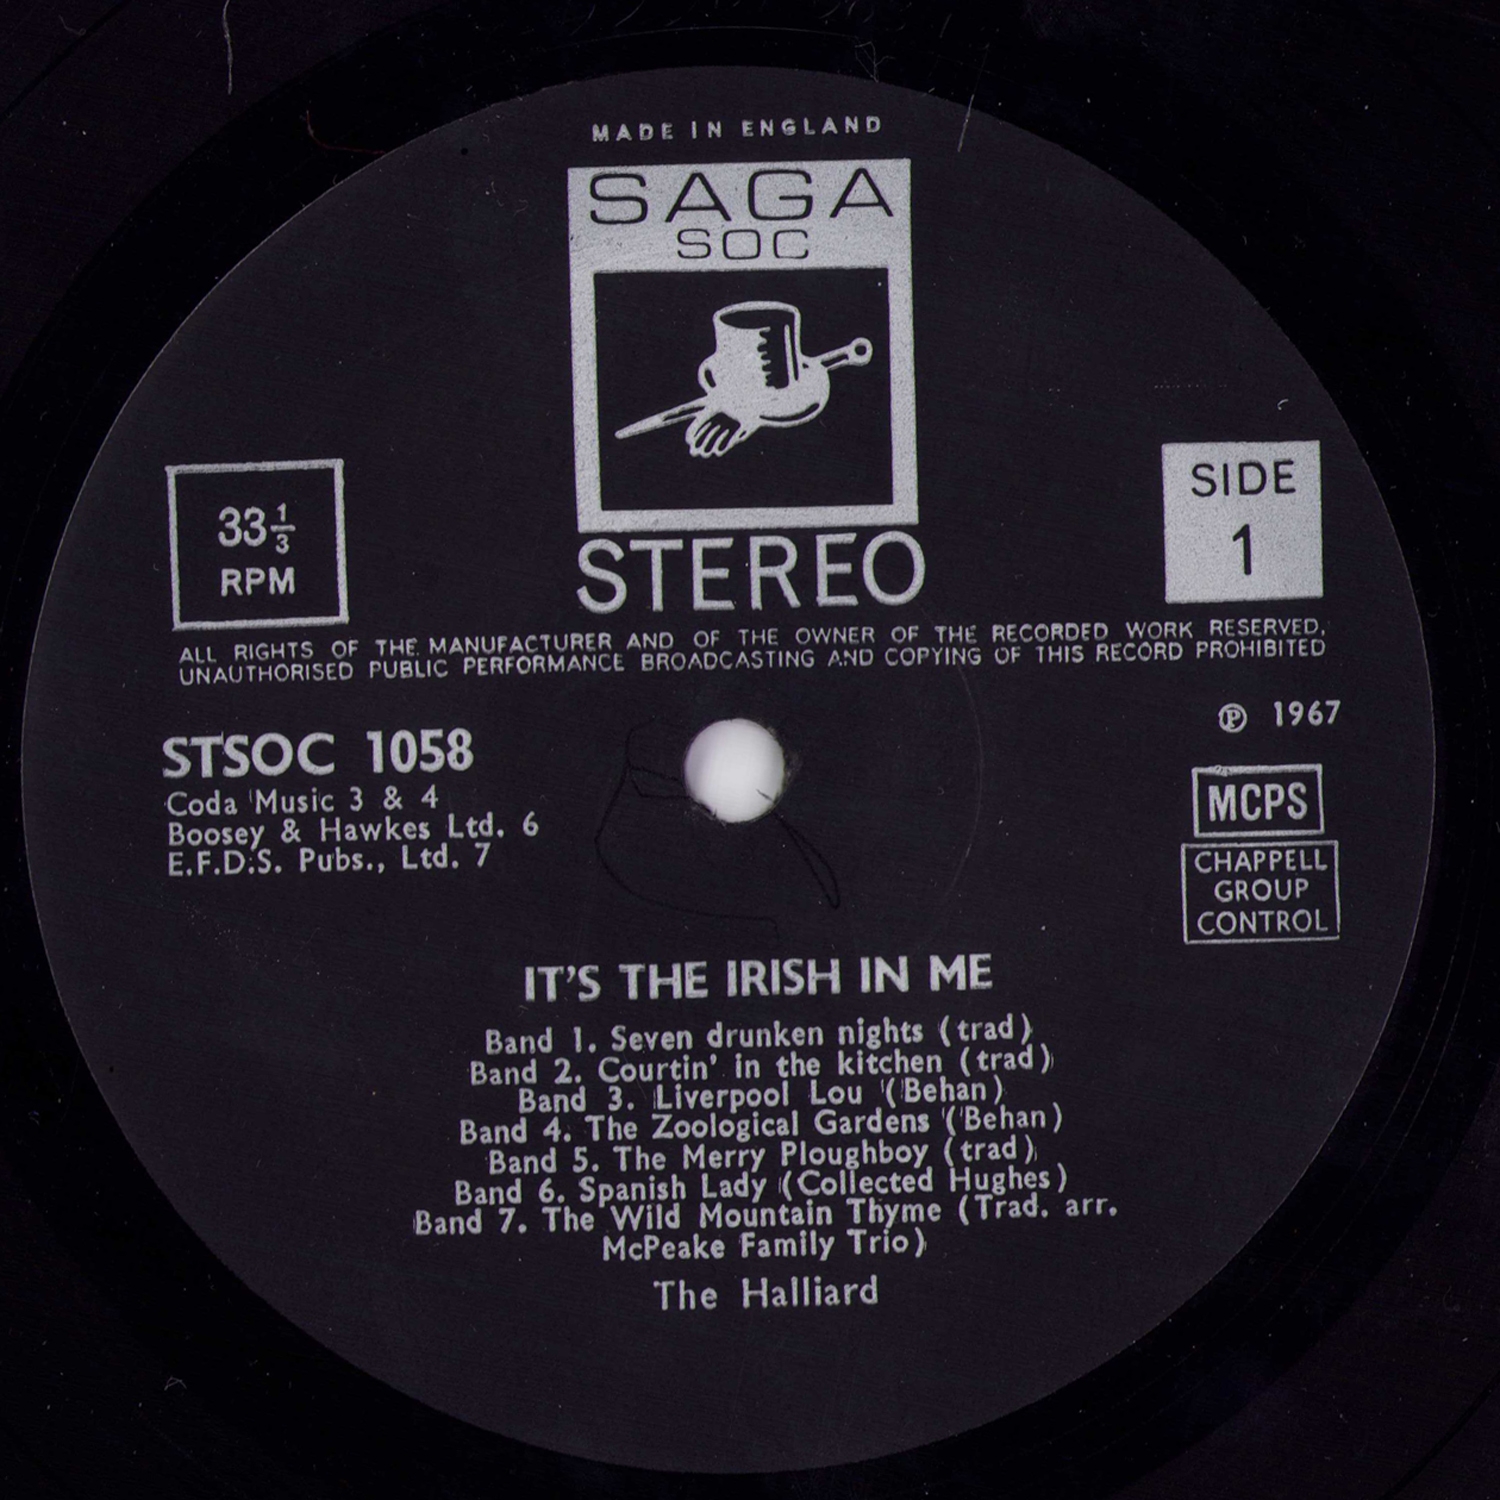 MADE IN ENGLAND
SAGA
SOC
STEREO
33 1/3
RPM
SIDE
1
ALL RIGHTS OF THE MANUFACTURER AND OF THE OWNER OF THE RECORDED WORK RESERVED,
UNAUTHORISED PUBLIC PERFORMANCE BROADCASTING AND COPYING OF THIS RECORD PROHIBITED
℗ 1967
STSOC 1058
Coda Music 3 & 4
Boosey & Hawkes Ltd. 6
E.F.D.S. Pubs., Ltd. 7
MCPS
CHAPPELL
GROUP
CONTROL
IT'S THE IRISH IN ME
Band 1. Seven drunken nights (trad)
Band 2. Courtin' in the kitchen (trad)
Band 3. Liverpool Lou (Behan)
Band 4. The Zoological Gardens (Behan)
Band 5. The Merry Ploughboy (trad)
Band 6. Spanish Lady (Collected Hughes)
Band 7. The Wild Mountain Thyme (Trad. arr.
McPeake Family Trio)
The Halliard